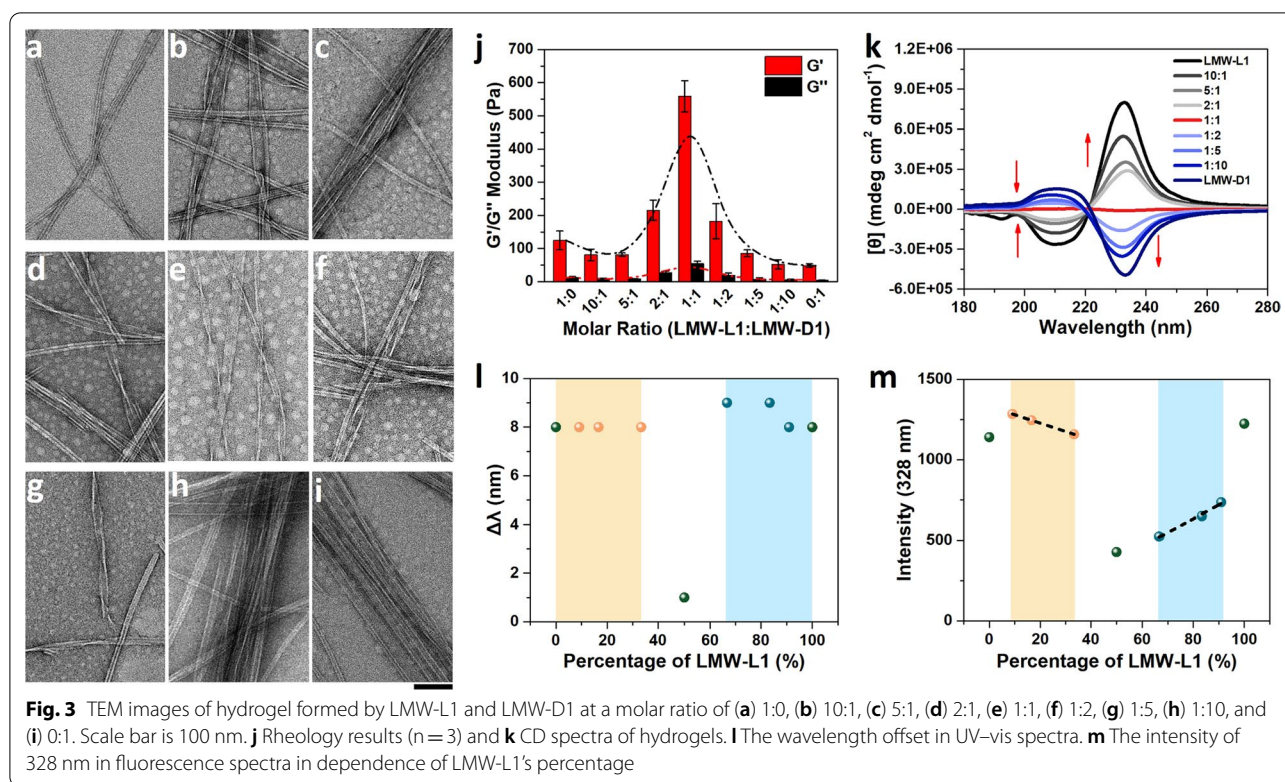 a
b
c
d
e
f
g
h
i
j
700
600
500
400
300
200
100
0
G'/G'' Modulus (Pa)
G'
G''
1:0 10:1 5:1 2:1 1:1 1:2 1:5 1:10 0:1
Molar Ratio (LMW-L1:LMW-D1)
k
1.2E+06
9.0E+05
6.0E+05
3.0E+05
0.0E+00
-3.0E+05
-6.0E+05
[θ] (mdeg cm² dmol⁻¹)
LMW-L1
10:1
5:1
2:1
1:1
1:2
1:5
1:10
LMW-D1
180 200 220 240 260 280
Wavelength (nm)
l
10
8
6
4
2
0
Δλ (nm)
0 20 40 60 80 100
Percentage of LMW-L1 (%)
m
1500
1000
500
0
Intensity (328 nm)
0 20 40 60 80 100
Percentage of LMW-L1 (%)
Fig. 3 TEM images of hydrogel formed by LMW-L1 and LMW-D1 at a molar ratio of (a) 1:0, (b) 10:1, (c) 5:1, (d) 2:1, (e) 1:1, (f) 1:2, (g) 1:5, (h) 1:10, and
(i) 0:1. Scale bar is 100 nm. j Rheology results (n = 3) and k CD spectra of hydrogels. l The wavelength offset in UV–vis spectra. m The intensity of
328 nm in fluorescence spectra in dependence of LMW-L1's percentage